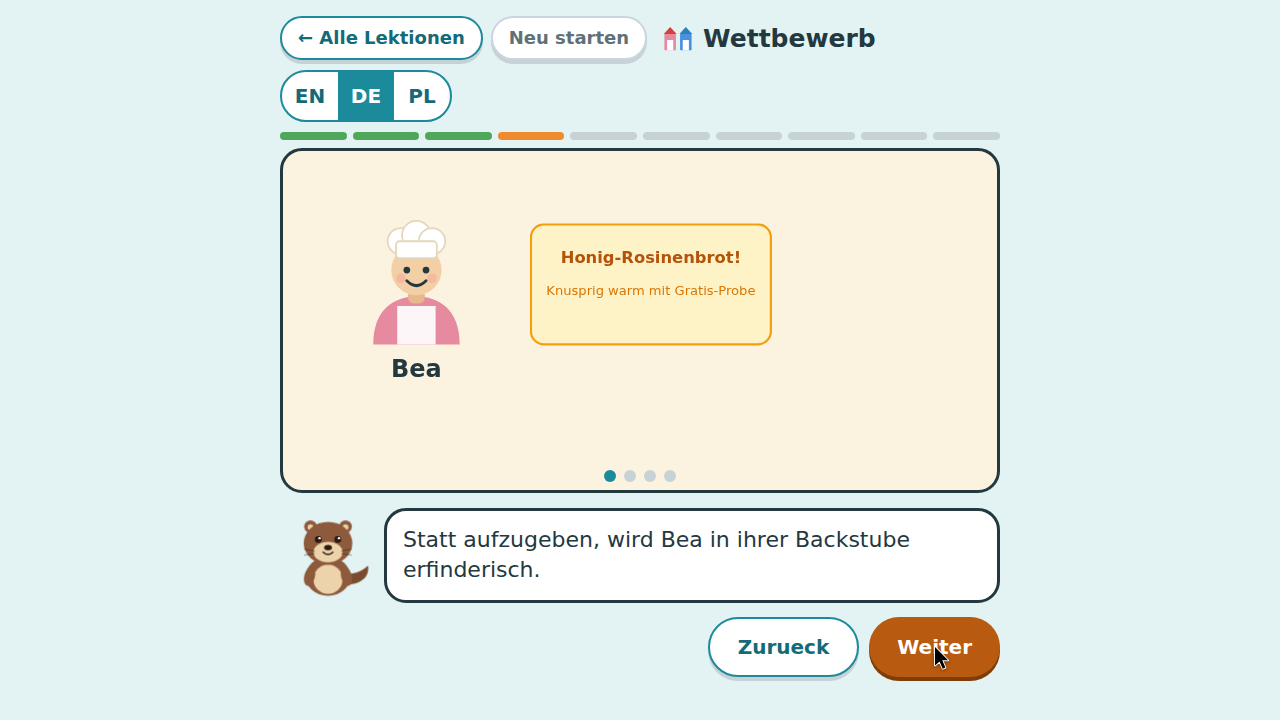 ← Alle Lektionen
Neu starten
Wettbewerb
EN DE PL
Honig-Rosinenbrot!
Knusprig warm mit Gratis-Probe
Bea
Statt aufzugeben, wird Bea in ihrer Backstube
erfinderisch.
Zurueck
Weiter